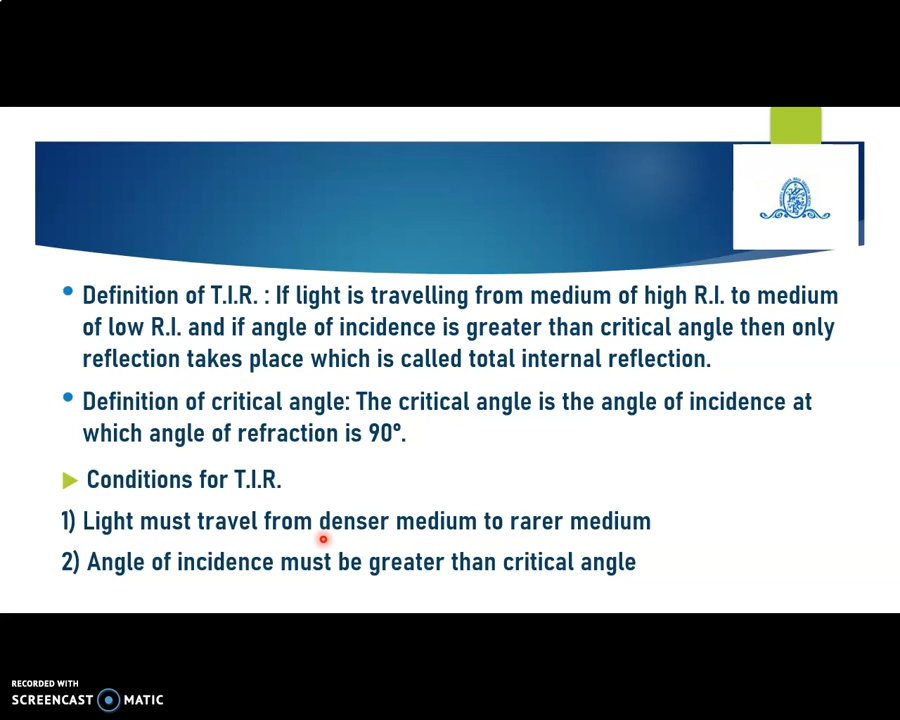 Definition of T.I.R. : If light is travelling from medium of high R.I. to medium
of low R.I. and if angle of incidence is greater than critical angle then only
reflection takes place which is called total internal reflection.
Definition of critical angle: The critical angle is the angle of incidence at
which angle of refraction is 90°.
Conditions for T.I.R.
1) Light must travel from denser medium to rarer medium
2) Angle of incidence must be greater than critical angle
RECORDED WITH
SCREENCAST MATIC